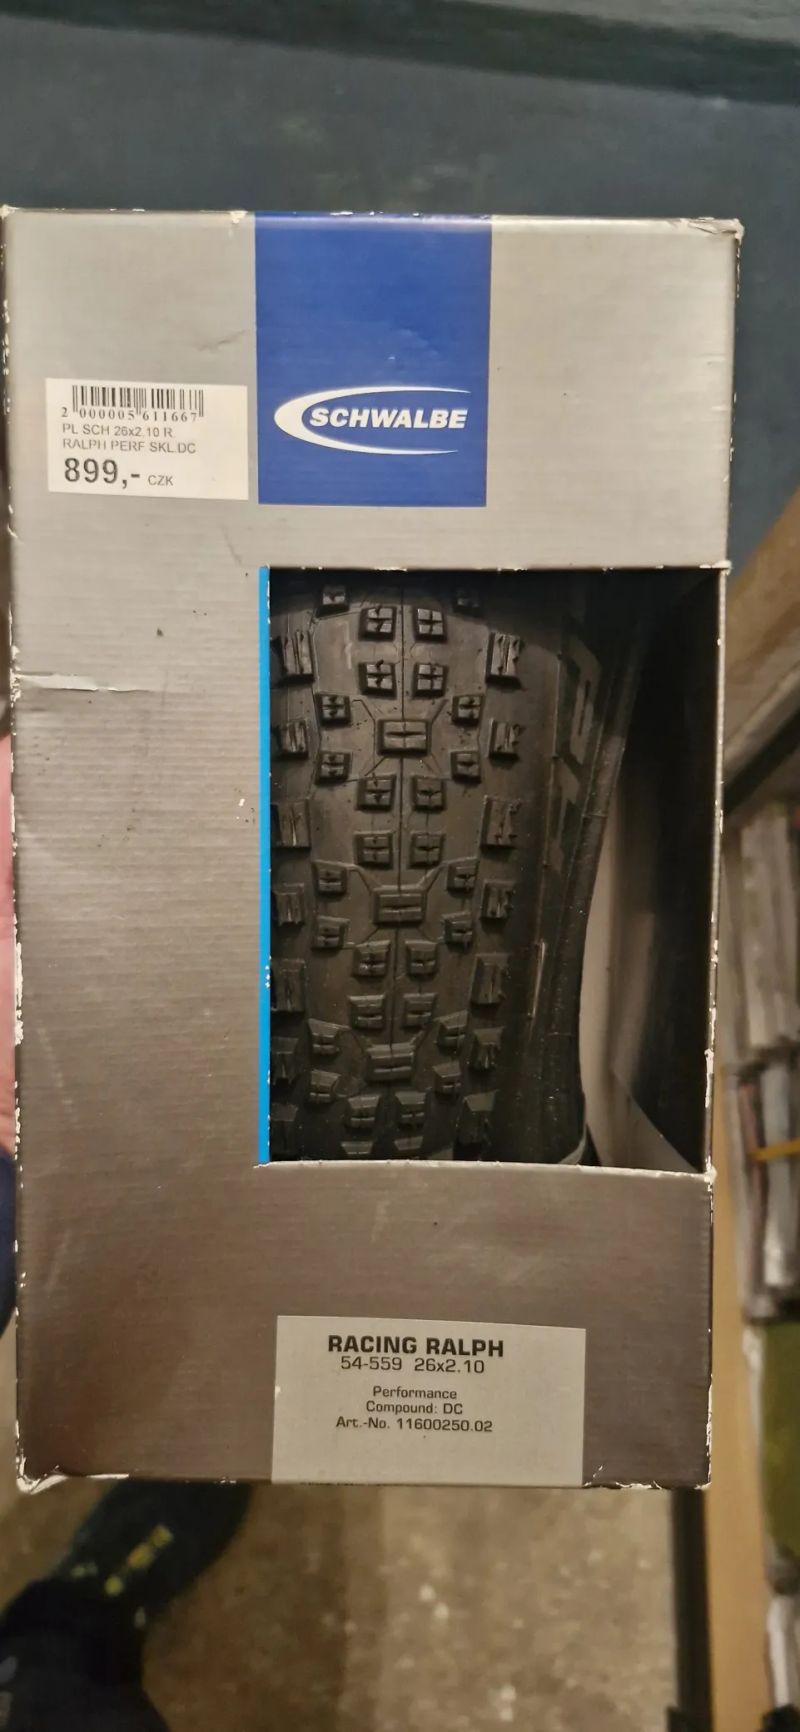 SCHWALBE
2 000005 611667
PL SCH 26x2.10 R.
RALPH PERF SKL.DC
899,- CZK
RACING RALPH
54-559 26x2.10
Performance
Compound: DC
Art.-No. 11600250.02